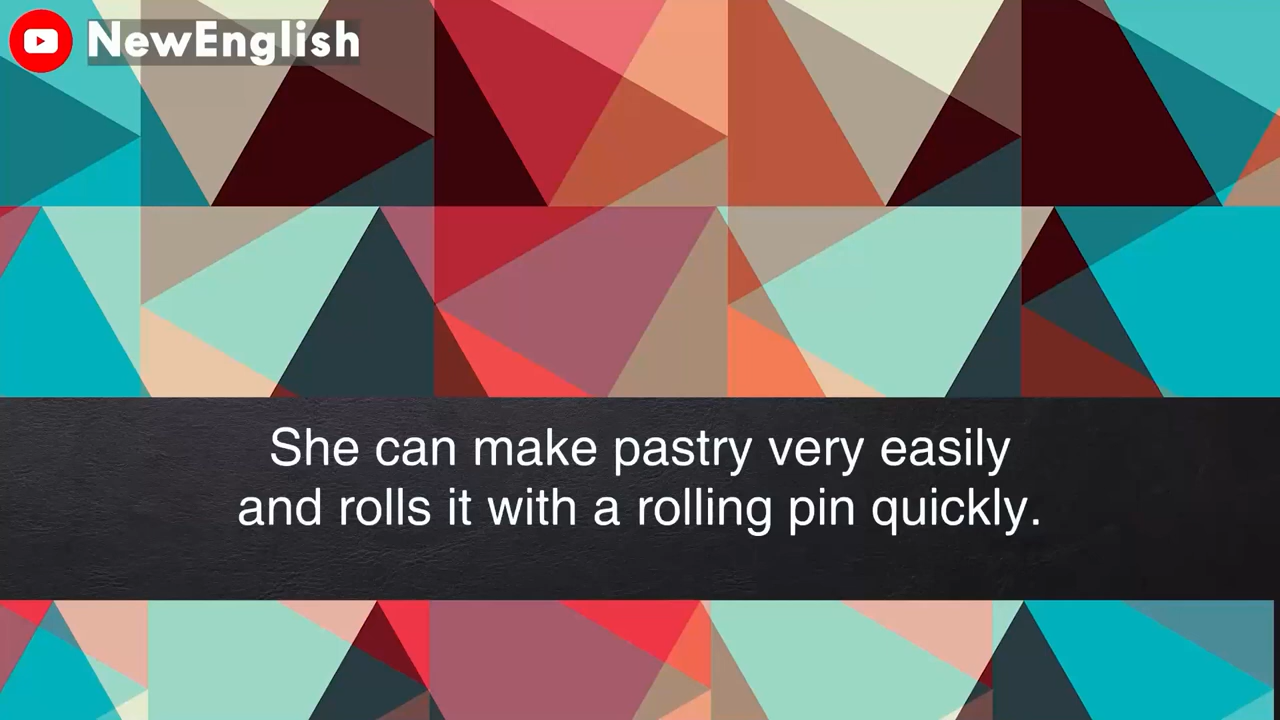 NewEnglish
She can make pastry very easily
and rolls it with a rolling pin quickly.